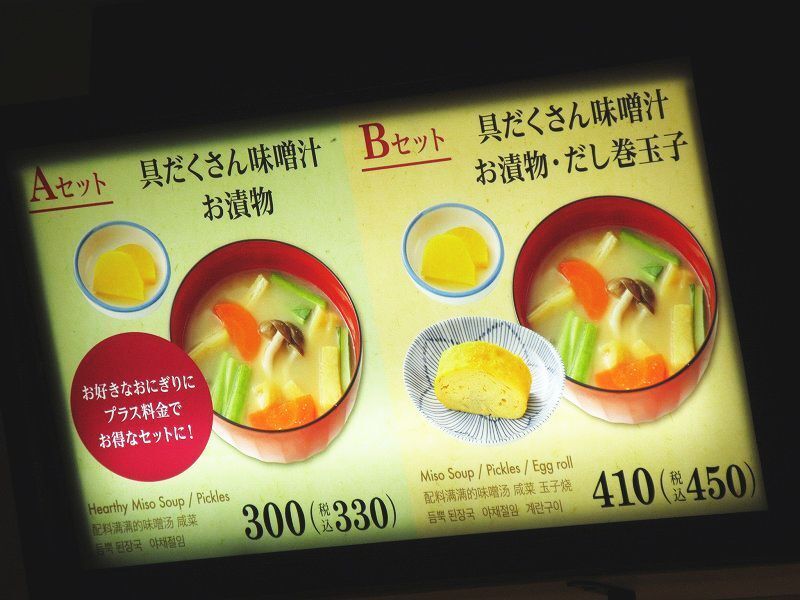 Aセット
具だくさん味噌汁
お漬物
お好きなおにぎりに
プラス料金で
お得なセットに!
Hearthy Miso Soup / Pickles
配料满满的味噌汤 咸菜
듬뿍 된장국 야채절임
300(税込330)
Bセット
具だくさん味噌汁
お漬物・だし巻玉子
Miso Soup / Pickles / Egg roll
配料满满的味噌汤 咸菜 玉子烧
듬뿍 된장국 야채절임 계란구이
410(税込450)